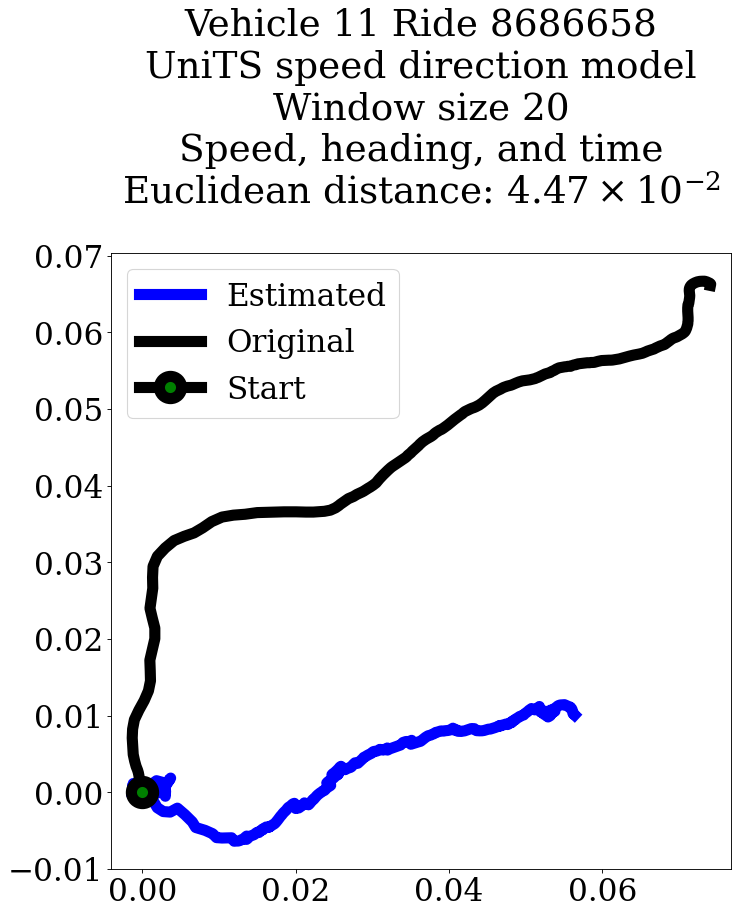 Vehicle 11 Ride 8686658
UniTS speed direction model
Window size 20
Speed, heading, and time
Euclidean distance: 4.47 × 10⁻²
0.07
Estimated
0.06
Original
Start
0.05
0.04
0.03
0.02
0.01
0.00
−0.01
0.00 0.02 0.04 0.06